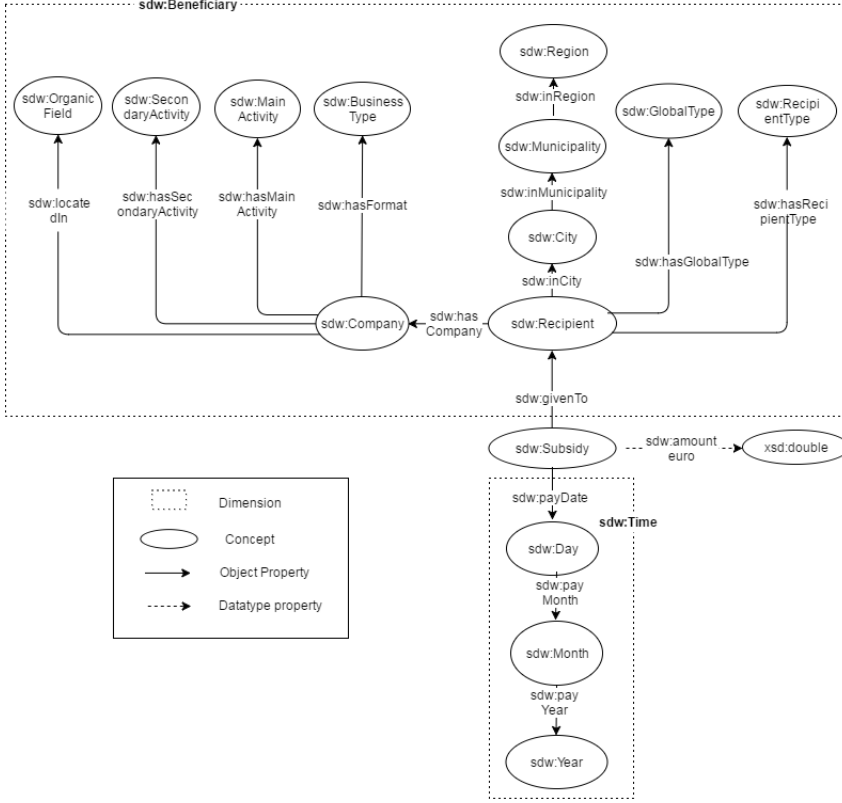 sdw:Beneficiary
sdw:Region
sdw:inRegion
sdw:Organic
Field
sdw:Secon
daryActivity
sdw:Main
Activity
sdw:Business
Type
sdw:GlobalType
sdw:Recipi
entType
sdw:Municipality
sdw:inMunicipality
sdw:locate
dIn
sdw:hasSec
ondaryActivity
sdw:hasMain
Activity
sdw:hasFormat
sdw:hasReci
pientType
sdw:City
sdw:hasGlobalType
sdw:inCity
sdw:Company
sdw:has
Company
sdw:Recipient
sdw:givenTo
sdw:Subsidy
sdw:amount
euro
xsd:double
sdw:payDate
sdw:Time
Dimension
Concept
Object Property
Datatype property
sdw:Day
sdw:pay
Month
sdw:Month
sdw:pay
Year
sdw:Year